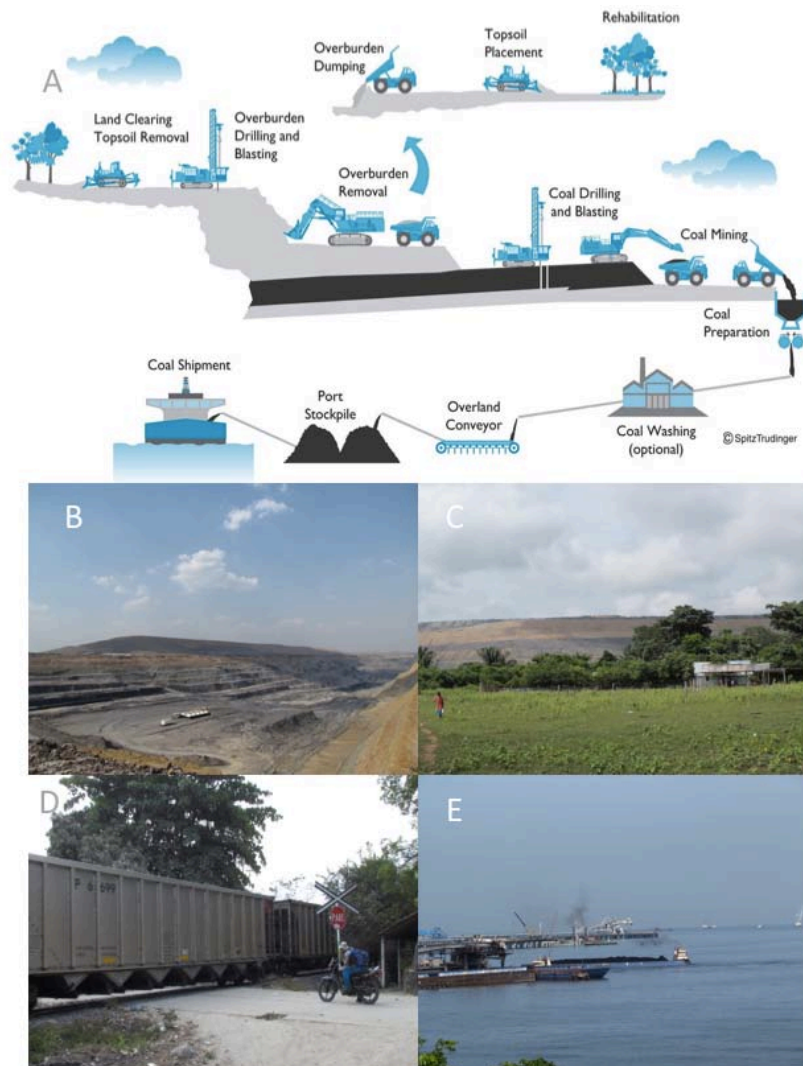 A
Rehabilitation
Overburden
Dumping
Topsoil
Placement
Land Clearing
Topsoil Removal
Overburden
Drilling and
Blasting
Overburden
Removal
Coal Drilling
and Blasting
Coal Mining
Coal
Preparation
Coal Shipment
Port
Stockpile
Overland
Conveyor
Coal Washing
(optional)
©SpitzTrudinger
B
C
D
E
PARE